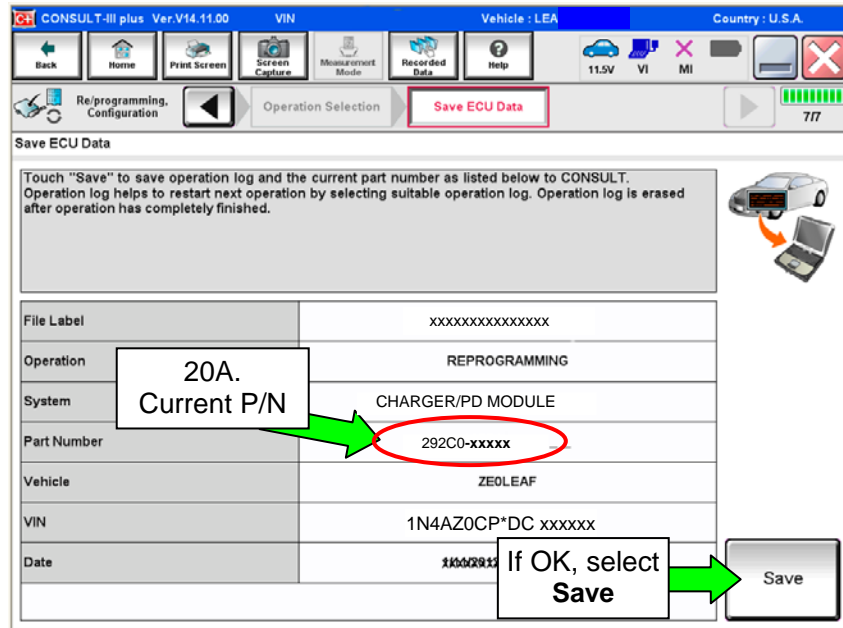 C+ CONSULT-III plus Ver.V14.11.00 VIN Vehicle : LEA Country : U.S.A.
Back Home Print Screen Screen Capture Measurement Mode Recorded Data Help 11.5V VI MI
Re/programming, Configuration Operation Selection Save ECU Data 7/7
Save ECU Data
Touch "Save" to save operation log and the current part number as listed below to CONSULT.
Operation log helps to restart next operation by selecting suitable operation log. Operation log is erased
after operation has completely finished.
File Label xxxxxxxxxxxxxxx
Operation REPROGRAMMING
20A.
Current P/N
System CHARGER/PD MODULE
Part Number 292C0-xxxxx
Vehicle ZE0LEAF
VIN 1N4AZ0CP*DC xxxxxx
Date
If OK, select
Save
Save